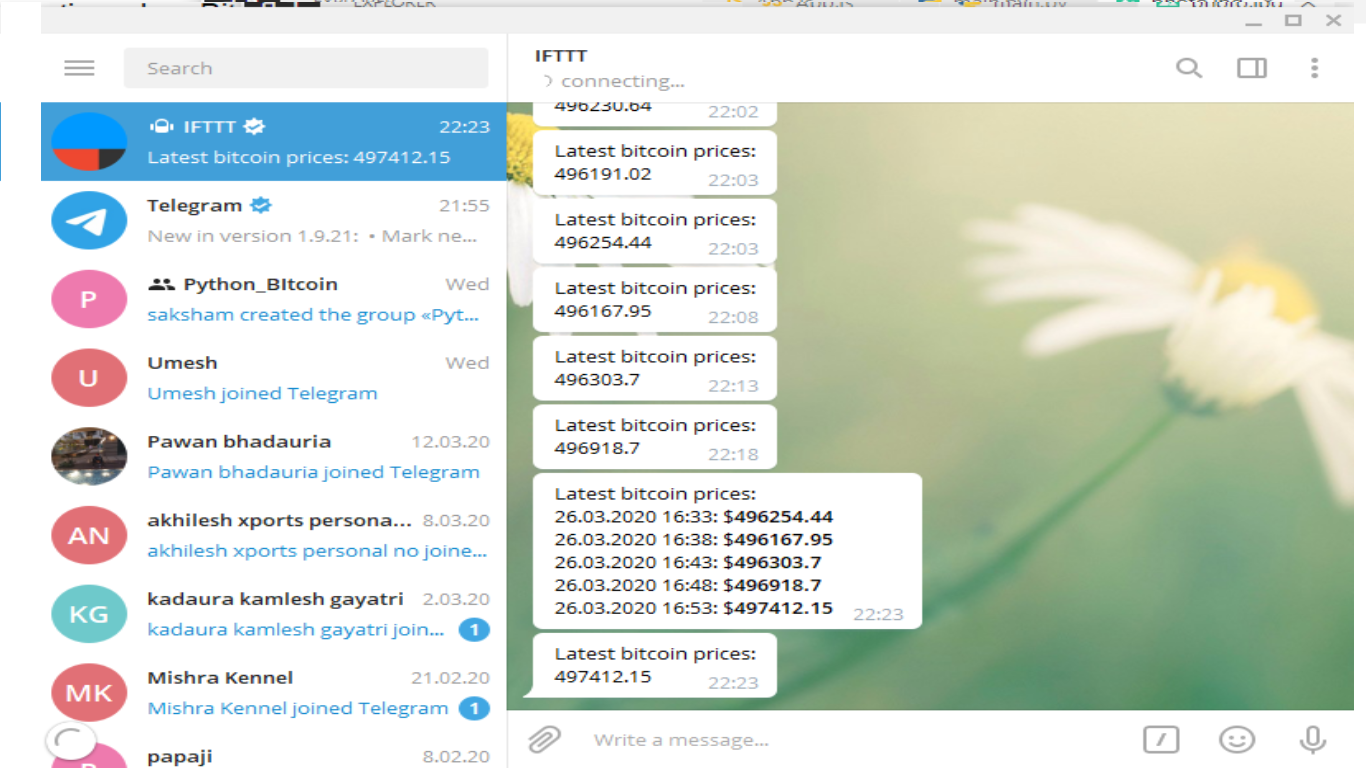 EXPLORER
App.js
main.py
Search
IFTTT
22:23
Latest bitcoin prices: 497412.15
Telegram
21:55
New in version 1.9.21: • Mark ne...
Python_BItcoin
Wed
saksham created the group «Pyt...
Umesh
Wed
Umesh joined Telegram
Pawan bhadauria
12.03.20
Pawan bhadauria joined Telegram
akhilesh xports persona...
8.03.20
akhilesh xports personal no joine...
kadaura kamlesh gayatri
2.03.20
kadaura kamlesh gayatri join...
1
Mishra Kennel
21.02.20
Mishra Kennel joined Telegram
1
papaji
8.02.20
P
U
AN
KG
MK
IFTTT
connecting...
496230.64
22:02
Latest bitcoin prices:
496191.02
22:03
Latest bitcoin prices:
496254.44
22:03
Latest bitcoin prices:
496167.95
22:08
Latest bitcoin prices:
496303.7
22:13
Latest bitcoin prices:
496918.7
22:18
Latest bitcoin prices:
26.03.2020 16:33: $496254.44
26.03.2020 16:38: $496167.95
26.03.2020 16:43: $496303.7
26.03.2020 16:48: $496918.7
26.03.2020 16:53: $497412.15
22:23
Latest bitcoin prices:
497412.15
22:23
Write a message...